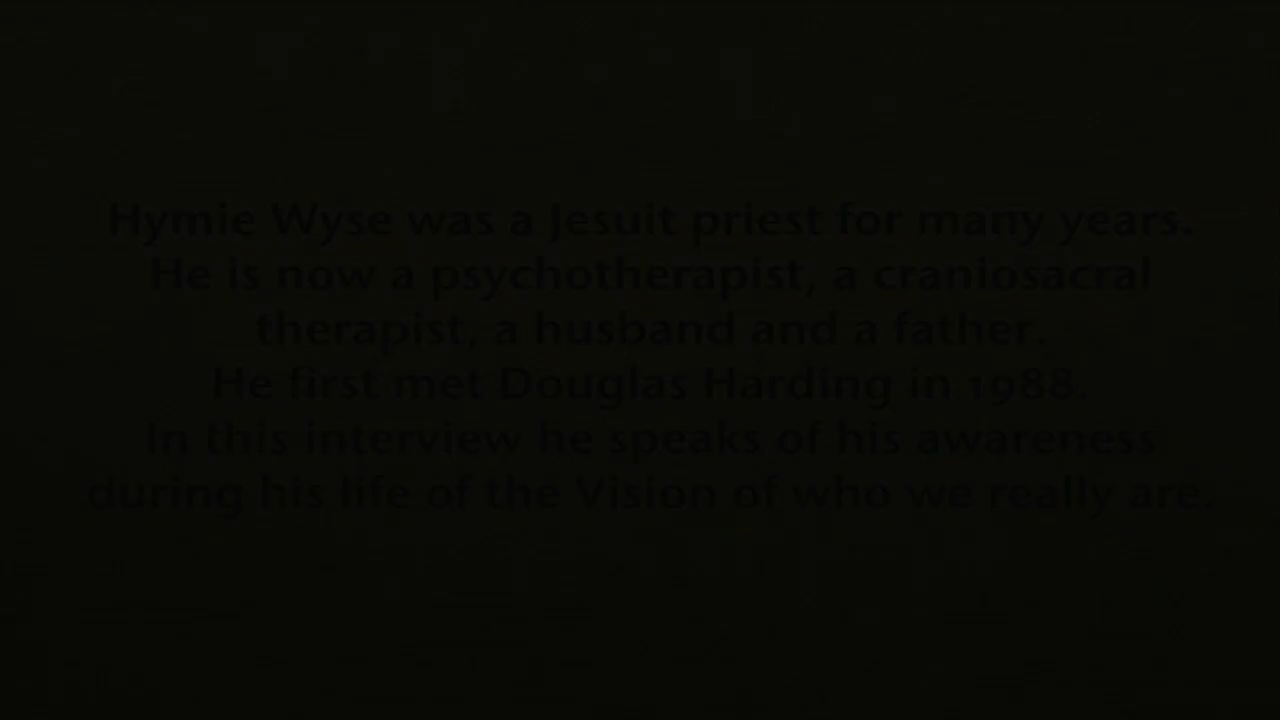 Hymie Wyse was a Jesuit priest for many years.
He is now a psychotherapist, a craniosacral
therapist, a husband and a father.
He first met Douglas Harding in 1988.
In this interview he speaks of his awareness
during his life of the Vision of who we really are.